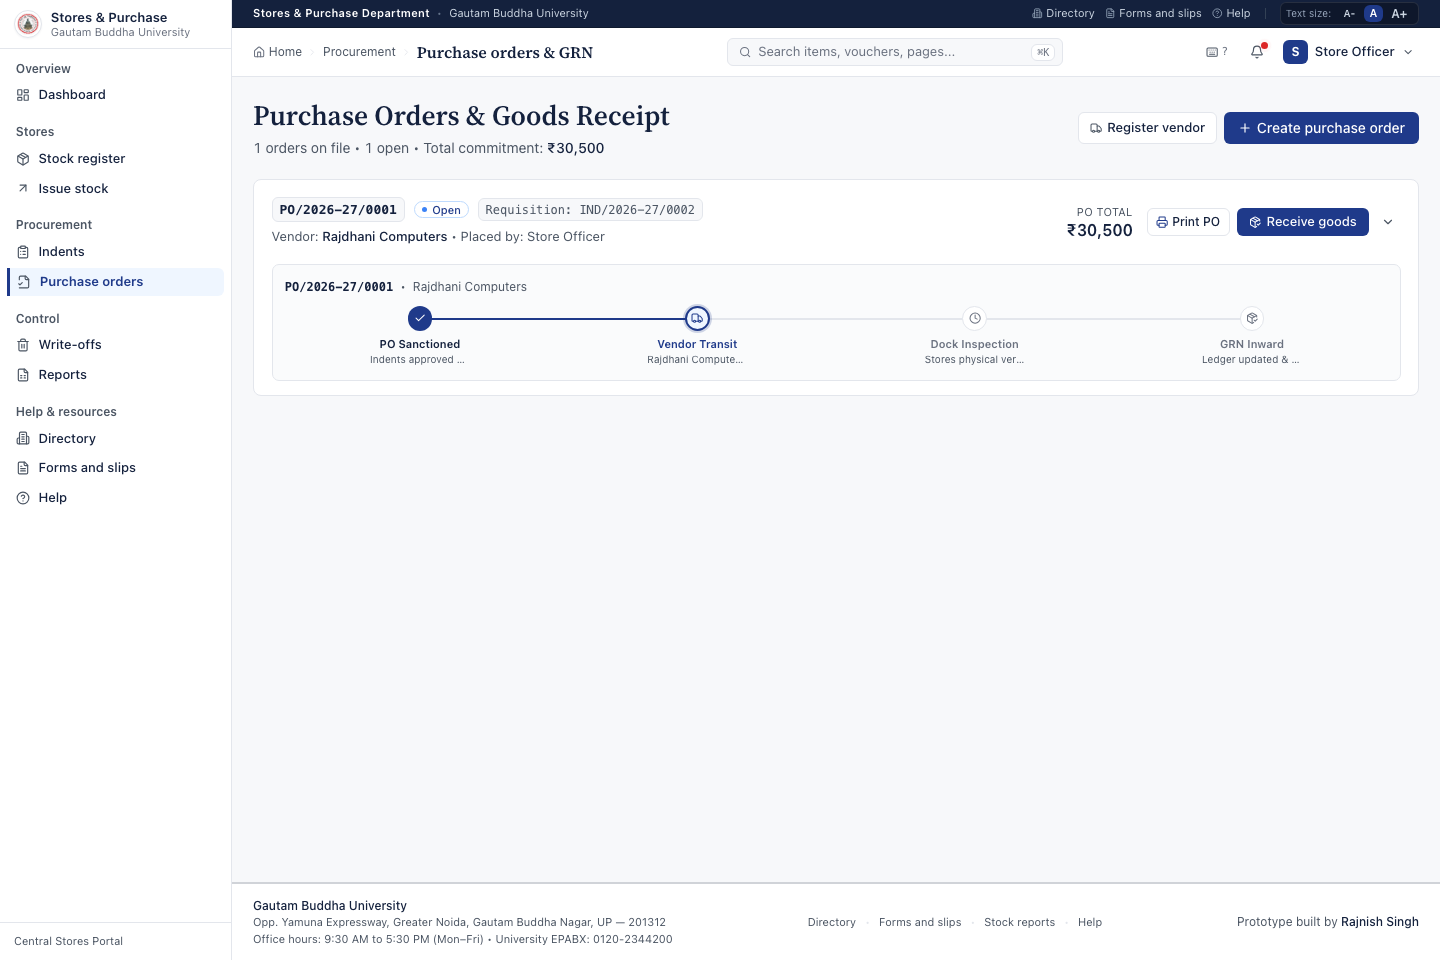 Stores & Purchase
Gautam Buddha University
Overview
Dashboard
Stores
Stock register
Issue stock
Procurement
Indents
Purchase orders
Control
Write-offs
Reports
Help & resources
Directory
Forms and slips
Help
Central Stores Portal
Stores & Purchase Department • Gautam Buddha University
Directory Forms and slips Help Text size: A- A A+
Home Procurement Purchase orders & GRN
Search items, vouchers, pages... ⌘K
?
S Store Officer
Purchase Orders & Goods Receipt
1 orders on file • 1 open • Total commitment: ₹30,500
Register vendor
Create purchase order
PO/2026-27/0001 Open Requisition: IND/2026-27/0002
Vendor: Rajdhani Computers • Placed by: Store Officer
PO TOTAL
₹30,500
Print PO
Receive goods
PO/2026-27/0001 • Rajdhani Computers
PO Sanctioned
Indents approved ...
Vendor Transit
Rajdhani Compute...
Dock Inspection
Stores physical ver...
GRN Inward
Ledger updated & ...
Gautam Buddha University
Opp. Yamuna Expressway, Greater Noida, Gautam Buddha Nagar, UP — 201312
Office hours: 9:30 AM to 5:30 PM (Mon–Fri) • University EPABX: 0120-2344200
Directory · Forms and slips · Stock reports · Help
Prototype built by Rajnish Singh